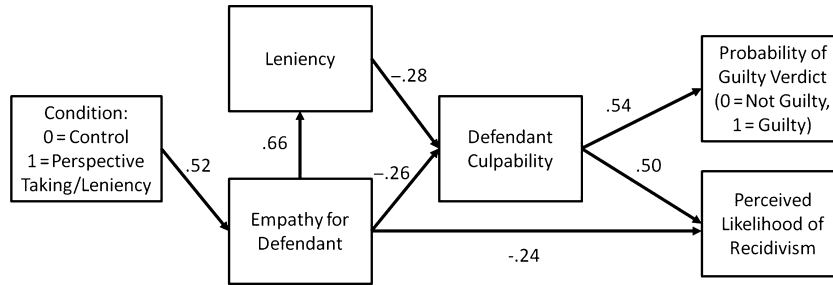 Condition:
0 = Control
1 = Perspective
Taking/Leniency
.52
Leniency
.66
Empathy for
Defendant
–.28
–.26
Defendant
Culpability
-.24
.54
.50
Probability of
Guilty Verdict
(0 = Not Guilty,
1 = Guilty)
Perceived
Likelihood of
Recidivism